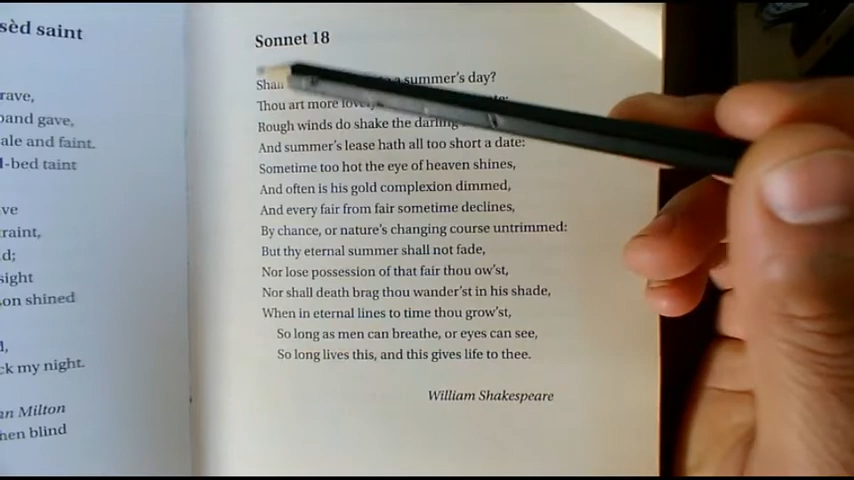 sèd saint
rave,
band gave,
ale and faint.
l-bed taint
ve
raint,
d;
sight
on shined
d,
ck my night.
an Milton
hen blind
Sonnet 18
a summer's day?
Thou art more
Rough winds do shake the darling
And summer's lease hath all too short a date:
Sometime too hot the eye of heaven shines,
And often is his gold complexion dimmed,
And every fair from fair sometime declines,
By chance, or nature's changing course untrimmed:
But thy eternal summer shall not fade,
Nor lose possession of that fair thou ow'st,
Nor shall death brag thou wander'st in his shade,
When in eternal lines to time thou grow'st,
So long as men can breathe, or eyes can see,
So long lives this, and this gives life to thee.
William Shakespeare